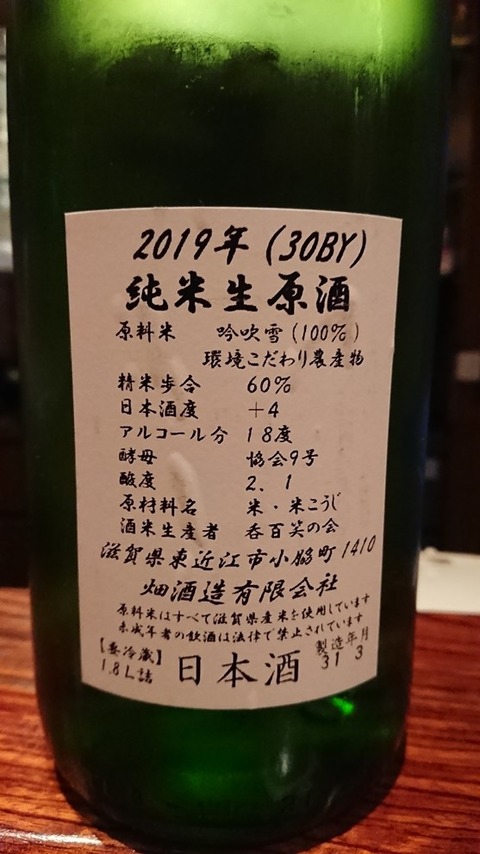 2019年 (30BY)
純米生原酒
原料米 吟吹雪 (100%)
環境こだわり農産物
精米歩合 60%
日本酒度 +4
アルコール分 18度
酵母 協会9号
酸度 2.1
原材料名 米・米こうじ
酒米生産者 呑百笑の会
滋賀県東近江市小脇町1410
畑酒造有限会社
原料米はすべて滋賀県産米を使用しています
未成年者の飲酒は法律で禁止されています
【要冷蔵】 日本酒 製造年月
1.8L詰 31 3